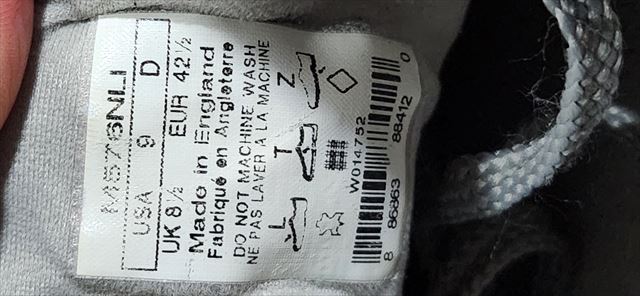 M576NLI
USA 9 D
UK 8½ EUR 42½
Made in England
Fabriqué en Angleterre
DO NOT MACHINE WASH
NE PAS LAVER A LA MACHINE
L T N
W014752
8 86863 88412 0